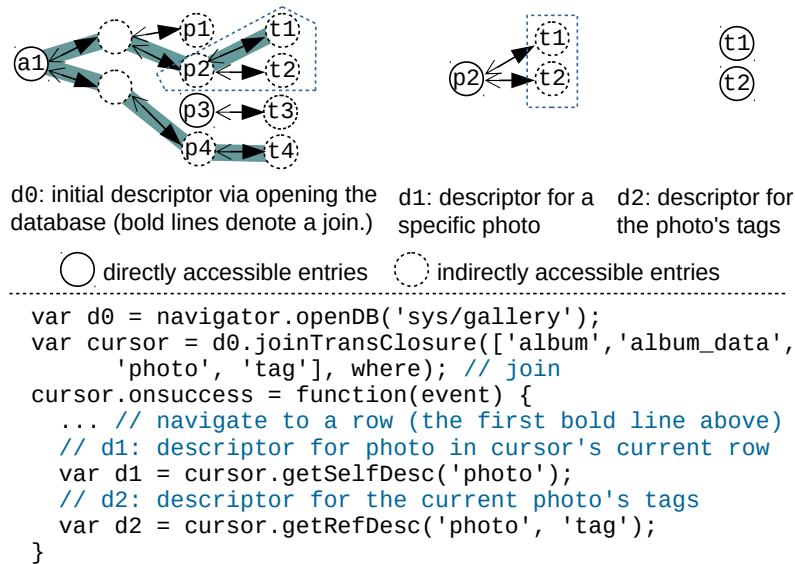 a1
p1
p2
p3
p4
t1
t2
t3
t4
p2
t1
t2
t1
t2
d0: initial descriptor via opening the
database (bold lines denote a join.)
d1: descriptor for a
specific photo
d2: descriptor for
the photo's tags
directly accessible entries
indirectly accessible entries
var d0 = navigator.openDB('sys/gallery');
var cursor = d0.joinTransClosure(['album','album_data',
'photo', 'tag'], where); // join
cursor.onsuccess = function(event) {
... // navigate to a row (the first bold line above)
// d1: descriptor for photo in cursor's current row
var d1 = cursor.getSelfDesc('photo');
// d2: descriptor for the current photo's tags
var d2 = cursor.getRefDesc('photo', 'tag');
}